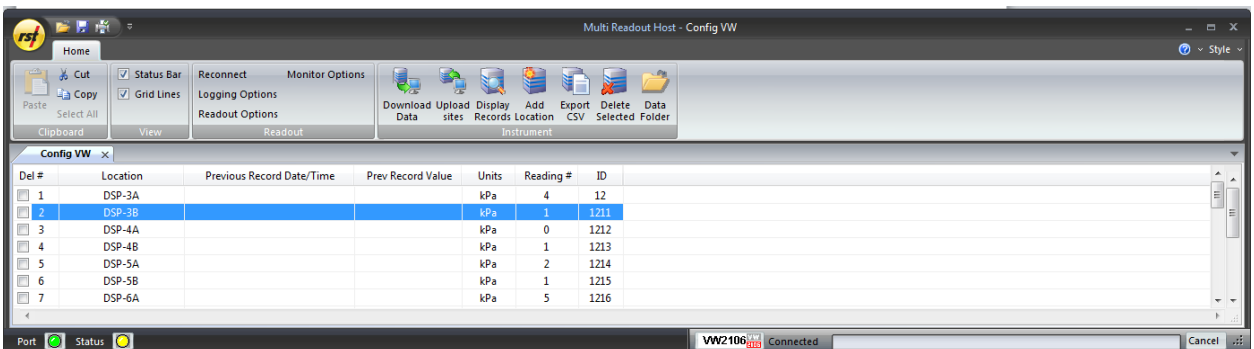 rst
Multi Readout Host - Config VW
Home
Style
Paste
Cut
Copy
Select All
Clipboard
Status Bar
Grid Lines
View
Reconnect Monitor Options
Logging Options
Readout Options
Readout
Download Data
Upload sites
Display Records
Add Location
Export CSV
Delete Selected
Data Folder
Instrument
Config VW
Del # Location Previous Record Date/Time Prev Record Value Units Reading # ID
1 DSP-3A kPa 4 12
2 DSP-3B kPa 1 1211
3 DSP-4A kPa 0 1212
4 DSP-4B kPa 1 1213
5 DSP-5A kPa 2 1214
6 DSP-5B kPa 1 1215
7 DSP-6A kPa 5 1216
Port Status VW2106 Connected Cancel